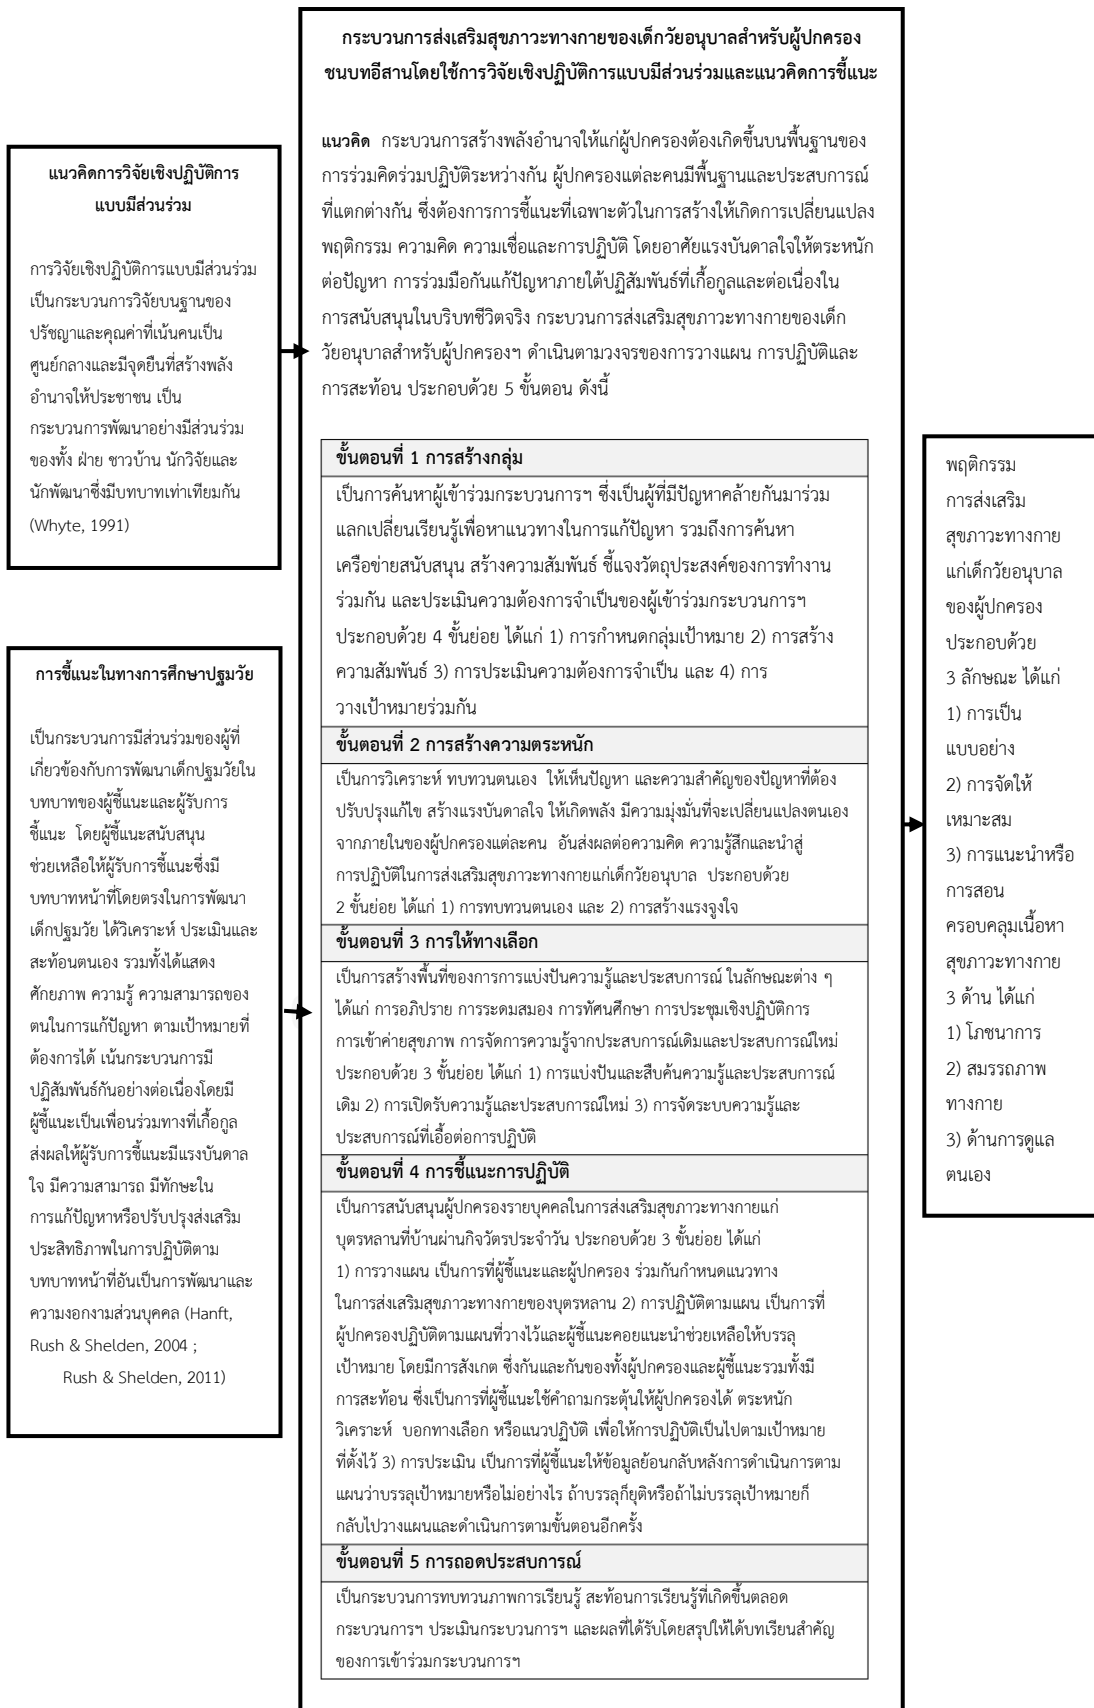 กระบวนการส่งเสริมสุขภาวะทางกายของเด็กวัยอนุบาลสำหรับผู้ปกครอง
ชนบทอีสานโดยใช้การวิจัยเชิงปฏิบัติการแบบมีส่วนร่วมและแนวคิดการชี้แนะ
แนวคิด กระบวนการสร้างพลังอำนาจให้แก่ผู้ปกครองต้องเกิดขึ้นบนพื้นฐานของ
การร่วมคิดร่วมปฏิบัติระหว่างกัน ผู้ปกครองแต่ละคนมีพื้นฐานและประสบการณ์
ที่แตกต่างกัน ซึ่งต้องการการชี้แนะที่เฉพาะตัวในการสร้างให้เกิดการเปลี่ยนแปลง
พฤติกรรม ความคิด ความเชื่อและการปฏิบัติ โดยอาศัยแรงบันดาลใจให้ตระหนัก
ต่อปัญหา การร่วมมือกันแก้ปัญหาภายใต้ปฏิสัมพันธ์ที่เกื้อกูลและต่อเนื่องใน
การสนับสนุนในบริบทชีวิตจริง กระบวนการส่งเสริมสุขภาวะทางกายของเด็ก
วัยอนุบาลสำหรับผู้ปกครองฯ ดำเนินตามวงจรของการวางแผน การปฏิบัติและ
การสะท้อน ประกอบด้วย 5 ขั้นตอน ดังนี้
แนวคิดการวิจัยเชิงปฏิบัติการ
แบบมีส่วนร่วม
การวิจัยเชิงปฏิบัติการแบบมีส่วนร่วม
เป็นกระบวนการวิจัยบนฐานของ
ปรัชญาและคุณค่าที่เน้นคนเป็น
ศูนย์กลางและมีจุดยืนที่สร้างพลัง
อำนาจให้ประชาชน เป็น
กระบวนการพัฒนาอย่างมีส่วนร่วม
ของทั้ง ฝ่าย ชาวบ้าน นักวิจัยและ
นักพัฒนาซึ่งมีบทบาทเท่าเทียมกัน
(Whyte, 1991)
การชี้แนะในทางการศึกษาปฐมวัย
เป็นกระบวนการมีส่วนร่วมของผู้ที่
เกี่ยวข้องกับการพัฒนาเด็กปฐมวัยใน
บทบาทของผู้ชี้แนะและผู้รับการ
ชี้แนะ โดยผู้ชี้แนะสนับสนุน
ช่วยเหลือให้ผู้รับการชี้แนะซึ่งมี
บทบาทหน้าที่โดยตรงในการพัฒนา
เด็กปฐมวัย ได้วิเคราะห์ ประเมินและ
สะท้อนตนเอง รวมทั้งได้แสดง
ศักยภาพ ความรู้ ความสามารถของ
ตนในการแก้ปัญหา ตามเป้าหมายที่
ต้องการได้ เน้นกระบวนการมี
ปฏิสัมพันธ์กันอย่างต่อเนื่องโดยมี
ผู้ชี้แนะเป็นเพื่อนร่วมทางที่เกื้อกูล
ส่งผลให้ผู้รับการชี้แนะมีแรงบันดาล
ใจ มีความสามารถ มีทักษะใน
การแก้ปัญหาหรือปรับปรุงส่งเสริม
ประสิทธิภาพในการปฏิบัติตาม
บทบาทหน้าที่อันเป็นการพัฒนาและ
ความงอกงามส่วนบุคคล (Hanft,
Rush & Shelden, 2004 ;
Rush & Shelden, 2011)
ขั้นตอนที่ 1 การสร้างกลุ่ม
เป็นการค้นหาผู้เข้าร่วมกระบวนการฯ ซึ่งเป็นผู้ที่มีปัญหาคล้ายกันมาร่วม
แลกเปลี่ยนเรียนรู้เพื่อหาแนวทางในการแก้ปัญหา รวมถึงการค้นหา
เครือข่ายสนับสนุน สร้างความสัมพันธ์ ชี้แจงวัตถุประสงค์ของการทำงาน
ร่วมกัน และประเมินความต้องการจำเป็นของผู้เข้าร่วมกระบวนการฯ
ประกอบด้วย 4 ขั้นย่อย ได้แก่ 1) การกำหนดกลุ่มเป้าหมาย 2) การสร้าง
ความสัมพันธ์ 3) การประเมินความต้องการจำเป็น และ 4) การ
วางเป้าหมายร่วมกัน
ขั้นตอนที่ 2 การสร้างความตระหนัก
เป็นการวิเคราะห์ ทบทวนตนเอง ให้เห็นปัญหา และความสำคัญของปัญหาที่ต้อง
ปรับปรุงแก้ไข สร้างแรงบันดาลใจ ให้เกิดพลัง มีความมุ่งมั่นที่จะเปลี่ยนแปลงตนเอง
จากภายในของผู้ปกครองแต่ละคน อันส่งผลต่อความคิด ความรู้สึกและนำสู่
การปฏิบัติในการส่งเสริมสุขภาวะทางกายแก่เด็กวัยอนุบาล ประกอบด้วย
2 ขั้นย่อย ได้แก่ 1) การทบทวนตนเอง และ 2) การสร้างแรงจูงใจ
ขั้นตอนที่ 3 การให้ทางเลือก
เป็นการสร้างพื้นที่ของการการแบ่งปันความรู้และประสบการณ์ ในลักษณะต่าง ๆ
ได้แก่ การอภิปราย การระดมสมอง การทัศนศึกษา การประชุมเชิงปฏิบัติการ
การเข้าค่ายสุขภาพ การจัดการความรู้จากประสบการณ์เดิมและประสบการณ์ใหม่
ประกอบด้วย 3 ขั้นย่อย ได้แก่ 1) การแบ่งปันและสืบค้นความรู้และประสบการณ์
เดิม 2) การเปิดรับความรู้และประสบการณ์ใหม่ 3) การจัดระบบความรู้และ
ประสบการณ์ที่เอื้อต่อการปฏิบัติ
ขั้นตอนที่ 4 การชี้แนะการปฏิบัติ
เป็นการสนับสนุนผู้ปกครองรายบุคคลในการส่งเสริมสุขภาวะทางกายแก่
บุตรหลานที่บ้านผ่านกิจวัตรประจำวัน ประกอบด้วย 3 ขั้นย่อย ได้แก่
1) การวางแผน เป็นการที่ผู้ชี้แนะและผู้ปกครอง ร่วมกันกำหนดแนวทาง
ในการส่งเสริมสุขภาวะทางกายของบุตรหลาน 2) การปฏิบัติตามแผน เป็นการที่
ผู้ปกครองปฏิบัติตามแผนที่วางไว้และผู้ชี้แนะคอยแนะนำช่วยเหลือให้บรรลุ
เป้าหมาย โดยมีการสังเกต ซึ่งกันและกันของทั้งผู้ปกครองและผู้ชี้แนะรวมทั้งมี
การสะท้อน ซึ่งเป็นการที่ผู้ชี้แนะใช้คำถามกระตุ้นให้ผู้ปกครองได้ ตระหนัก
วิเคราะห์ บอกทางเลือก หรือแนวปฏิบัติ เพื่อให้การปฏิบัติเป็นไปตามเป้าหมาย
ที่ตั้งไว้ 3) การประเมิน เป็นการที่ผู้ชี้แนะให้ข้อมูลย้อนกลับหลังการดำเนินการตาม
แผนว่าบรรลุเป้าหมายหรือไม่อย่างไร ถ้าบรรลุก็ยุติหรือถ้าไม่บรรลุเป้าหมายก็
กลับไปวางแผนและดำเนินการตามขั้นตอนอีกครั้ง
ขั้นตอนที่ 5 การถอดประสบการณ์
เป็นกระบวนการทบทวนภาพการเรียนรู้ สะท้อนการเรียนรู้ที่เกิดขึ้นตลอด
กระบวนการฯ ประเมินกระบวนการฯ และผลที่ได้รับโดยสรุปให้ได้บทเรียนสำคัญ
ของการเข้าร่วมกระบวนการฯ
พฤติกรรม
การส่งเสริม
สุขภาวะทางกาย
แก่เด็กวัยอนุบาล
ของผู้ปกครอง
ประกอบด้วย
3 ลักษณะ ได้แก่
1) การเป็น
แบบอย่าง
2) การจัดให้
เหมาะสม
3) การแนะนำหรือ
การสอน
ครอบคลุมเนื้อหา
สุขภาวะทางกาย
3 ด้าน ได้แก่
1) โภชนาการ
2) สมรรถภาพ
ทางกาย
3) ด้านการดูแล
ตนเอง